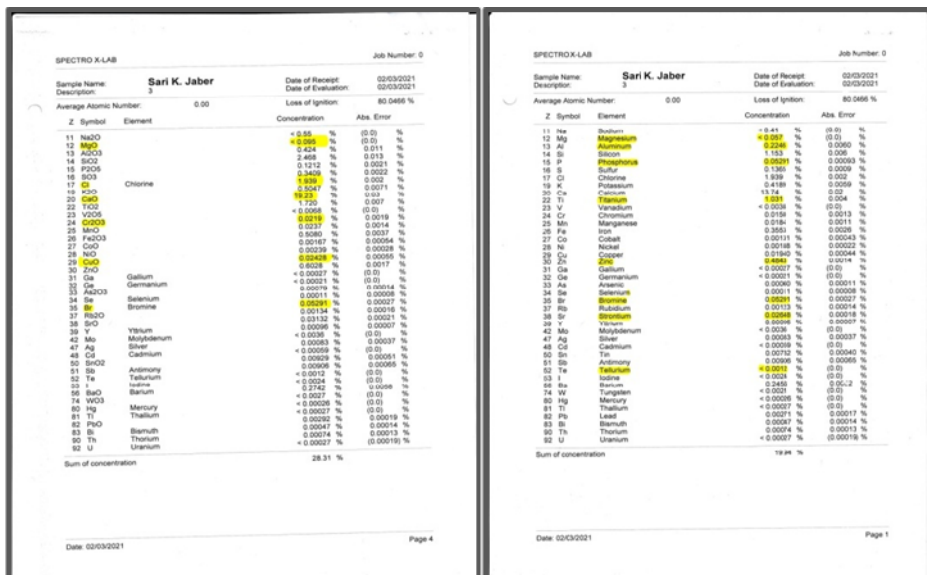 SPECTRO X-LAB Job Number: 0
Sample Name: Sari K. Jaber Date of Receipt: 02/03/2021
Description: 3 Date of Evaluation: 02/03/2021
Average Atomic Number: 0.00 Loss of Ignition: 80.0466 %
Z Symbol Element Concentration Abs. Error
11 Na2O < 0.55 % (0.0) %
12 MgO < 0.095 % (0.0) %
13 Al2O3 0.424 % 0.011 %
14 SiO2 2.468 % 0.013 %
15 P2O5 0.1212 % 0.0021 %
16 SO3 0.3409 % 0.0022 %
17 Cl Chlorine 1.939 % 0.002 %
19 K2O 0.5047 % 0.0071 %
20 CaO 19.23 % 0.03 %
22 TiO2 1.720 % 0.007 %
23 V2O5 < 0.0068 % (0.0) %
24 Cr2O3 0.0219 % 0.0019 %
25 MnO 0.0237 % 0.0014 %
26 Fe2O3 0.5080 % 0.0037 %
27 CoO 0.00167 % 0.00054 %
28 NiO 0.00239 % 0.00028 %
29 CuO 0.02428 % 0.00055 %
30 ZnO 0.6028 % 0.0017 %
31 Ga Gallium < 0.00027 % (0.0) %
32 Ge Germanium < 0.00021 % (0.0) %
33 As2O3 0.00079 % 0.00014 %
34 Se Selenium 0.00011 % 0.00008 %
35 Br Bromine 0.05291 % 0.00027 %
37 Rb2O 0.00134 % 0.00016 %
38 SrO 0.03132 % 0.00021 %
39 Y Yttrium 0.00096 % 0.00007 %
42 Mo Molybdenum < 0.0036 % (0.0) %
47 Ag Silver 0.00083 % 0.00037 %
48 Cd Cadmium < 0.00059 % (0.0) %
50 SnO2 0.00929 % 0.00051 %
51 Sb Antimony 0.00906 % 0.00065 %
52 Te Tellurium < 0.0012 % (0.0) %
53 I Iodine < 0.0024 % (0.0) %
56 BaO Barium 0.2742 % 0.0058 %
74 WO3 < 0.0027 % (0.0) %
80 Hg Mercury < 0.00026 % (0.0) %
81 Tl Thallium < 0.00027 % (0.0) %
82 PbO 0.00292 % 0.00019 %
83 Bi Bismuth 0.00047 % 0.00014 %
90 Th Thorium 0.00074 % 0.00013 %
92 U Uranium < 0.00027 % (0.00019) %
Sum of concentration 28.31 %
Date: 02/03/2021 Page 4
SPECTRO X-LAB Job Number: 0
Sample Name: Sari K. Jaber Date of Receipt: 02/03/2021
Description: 3 Date of Evaluation: 02/03/2021
Average Atomic Number: 0.00 Loss of Ignition: 80.0466 %
Z Symbol Element Concentration Abs. Error
11 Na Sodium < 0.41 % (0.0) %
12 Mg Magnesium < 0.057 % (0.0) %
13 Al Aluminum 0.2246 % 0.0060 %
14 Si Silicon 1.153 % 0.006 %
15 P Phosphorus 0.05291 % 0.00093 %
16 S Sulfur 0.1365 % 0.0009 %
17 Cl Chlorine 1.939 % 0.002 %
19 K Potassium 0.4189 % 0.0059 %
20 Ca Calcium 13.74 % 0.02 %
22 Ti Titanium 1.031 % 0.004 %
23 V Vanadium < 0.0038 % (0.0) %
24 Cr Chromium 0.0150 % 0.0013 %
25 Mn Manganese 0.0184 % 0.0011 %
26 Fe Iron 0.3553 % 0.0026 %
27 Co Cobalt 0.00131 % 0.00043 %
28 Ni Nickel 0.00188 % 0.00022 %
29 Cu Copper 0.01940 % 0.00044 %
30 Zn Zinc 0.4843 % 0.0014 %
31 Ga Gallium < 0.00027 % (0.0) %
32 Ge Germanium < 0.00021 % (0.0) %
33 As Arsenic 0.00060 % 0.00011 %
34 Se Selenium 0.00011 % 0.00008 %
35 Br Bromine 0.05291 % 0.00027 %
37 Rb Rubidium 0.00123 % 0.00014 %
38 Sr Strontium 0.02648 % 0.00018 %
39 Y Yttrium 0.00096 % 0.00007 %
42 Mo Molybdenum < 0.0036 % (0.0) %
47 Ag Silver 0.00083 % 0.00037 %
48 Cd Cadmium < 0.00059 % (0.0) %
50 Sn Tin 0.00732 % 0.00040 %
51 Sb Antimony 0.00906 % 0.00065 %
52 Te Tellurium < 0.0012 % (0.0) %
53 I Iodine (0.0) %
56 Ba Barium 0.2456 %
74 W Tungsten < 0.0021 % (0.0) %
80 Hg Mercury < 0.00026 % (0.0) %
81 Tl Thallium < 0.00027 % (0.0) %
82 Pb Lead 0.00271 % 0.00017 %
83 Bi Bismuth 0.00014 %
90 Th Thorium 0.00074 % 0.00013 %
92 U Uranium < 0.00027 % (0.00019) %
Sum of concentration 19.94 %
Date: 02/03/2021 Page 1